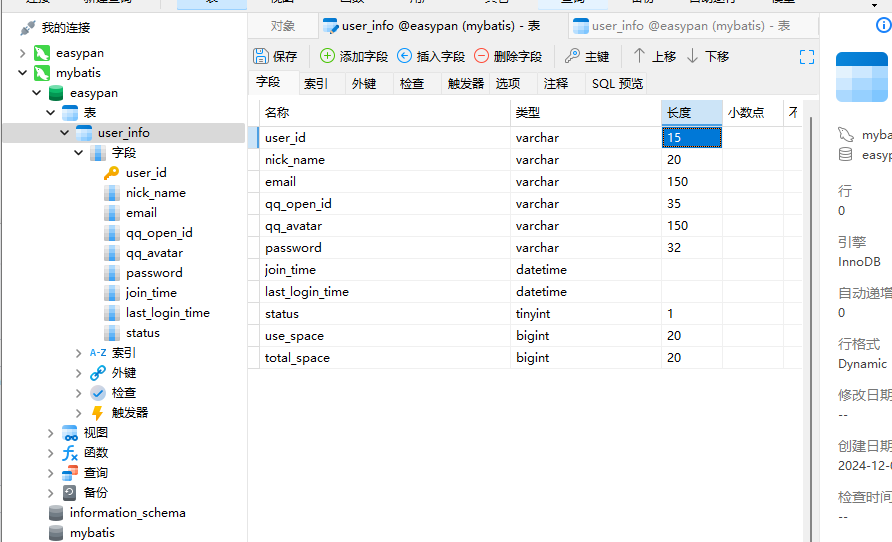 我的连接
easypan
mybatis
easypan
表
user_info
字段
user_id
nick_name
email
qq_open_id
qq_avatar
password
join_time
last_login_time
status
A-Z 索引
外键
检查
触发器
视图
函数
查询
备份
information_schema
mybatis
对象
user_info @easypan (mybatis) - 表
user_info @easypan (mybatis) - 表
保存 添加字段 插入字段 删除字段 主键 上移 下移
字段 索引 外键 检查 触发器 选项 注释 SQL 预览
名称 类型 长度 小数点 不
user_id varchar 15
nick_name varchar 20
email varchar 150
qq_open_id varchar 35
qq_avatar varchar 150
password varchar 32
join_time datetime
last_login_time datetime
status tinyint 1
use_space bigint 20
total_space bigint 20
myba
easyp
行
0
引擎
InnoDB
自动递增
0
行格式
Dynamic
修改日期
--
创建日期
2024-12-0
检查时间
--